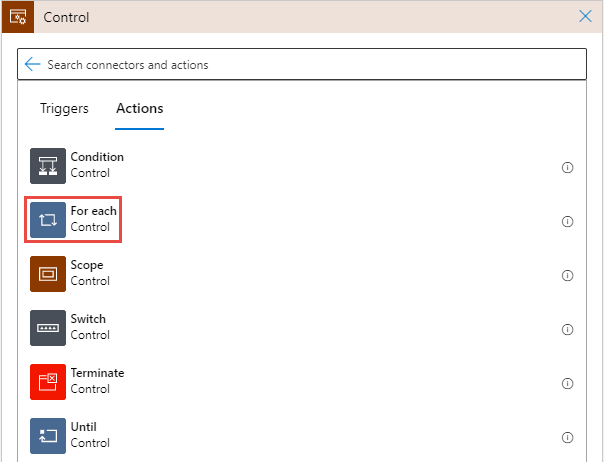 Control
Search connectors and actions
Triggers Actions
Condition
Control
For each
Control
Scope
Control
Switch
Control
Terminate
Control
Until
Control